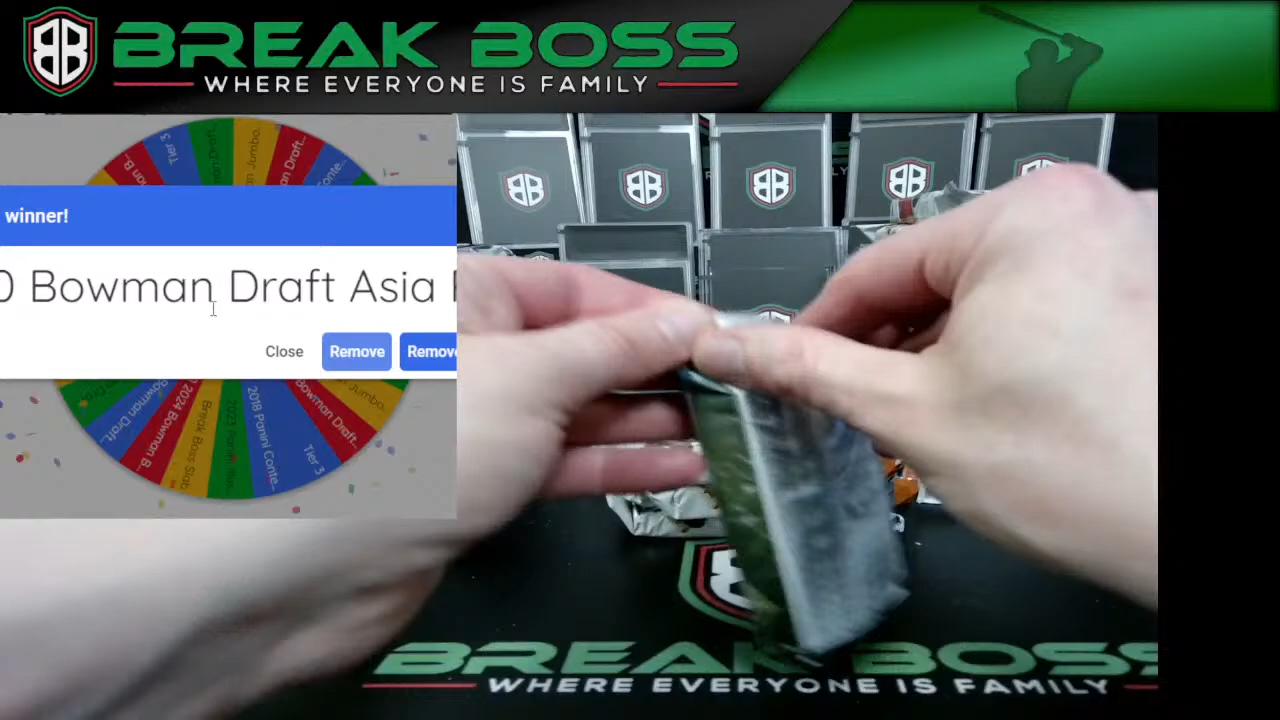 BREAK BOSS
WHERE EVERYONE IS FAMILY
Tier 3
winner!
0 Bowman Draft Asia
Close
Remove
Remove
Bowman Draft...
2024 Bowman B...
Break Boss Slab
2018 Panini Conte...
Tier 3
Bowman Draft...
Jumbo.
BREAK BOSS
WHERE EVERYONE IS FAMILY